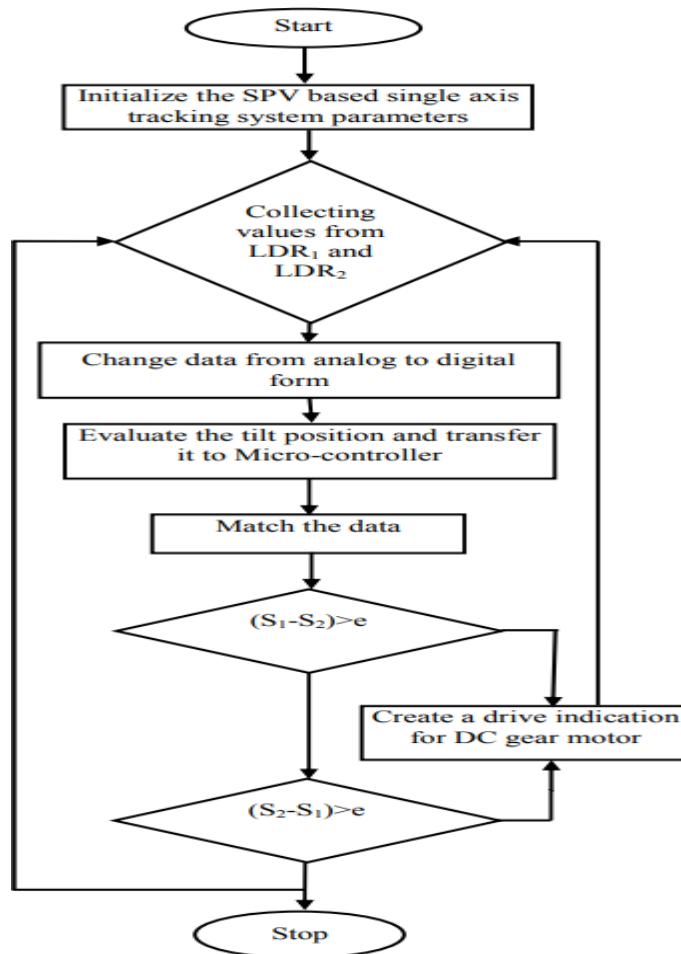 Start
Initialize the SPV based single axis
tracking system parameters
Collecting
values from
LDR₁ and
LDR₂
Change data from analog to digital
form
Evaluate the tilt position and transfer
it to Micro-controller
Match the data
(S₁-S₂)>e
Create a drive indication
for DC gear motor
(S₂-S₁)>e
Stop